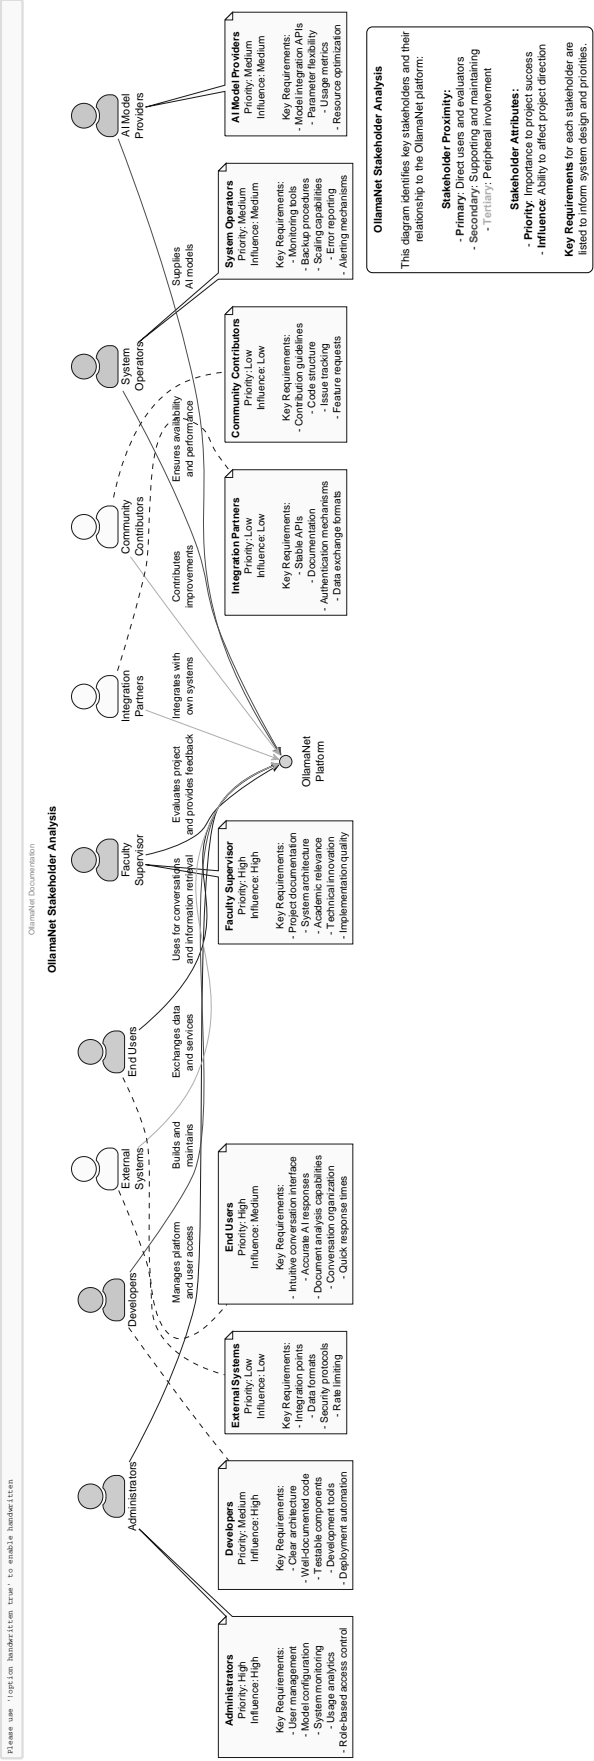 Please use '!option handwritten true' to enable handwritten
OllamaNet Documentation
OllamaNet Stakeholder Analysis
Administrators
Developers
External
Systems
End Users
Faculty
Supervisor
Integration
Partners
Community
Contributors
System
Operators
AI Model
Providers
Manages platform
and user access
Builds and
maintains
Exchanges data
and services
Uses for conversations
and information retrieval
Evaluates project
and provides feedback
Integrates with
own systems
Contributes
improvements
Ensures availability
and performance
Supplies
AI models
Administrators
Priority: High
Influence: High
Key Requirements:
- User management
- Model configuration
- System monitoring
- Usage analytics
- Role-based access control
Developers
Priority: Medium
Influence: High
Key Requirements:
- Clear architecture
- Well-documented code
- Testable components
- Development tools
- Deployment automation
External Systems
Priority: Low
Influence: Low
Key Requirements:
- Integration points
- Data formats
- Security protocols
- Rate limiting
End Users
Priority: High
Influence: Medium
Key Requirements:
- Intuitive conversation interface
- Accurate AI responses
- Document analysis capabilities
- Conversation organization
- Quick response times
Faculty Supervisor
Priority: High
Influence: High
Key Requirements:
- Project documentation
- System architecture
- Academic relevance
- Technical innovation
- Implementation quality
OllamaNet
Platform
Integration Partners
Priority: Low
Influence: Low
Key Requirements:
- Stable APIs
- Documentation
- Authentication mechanisms
- Data exchange formats
Community Contributors
Priority: Low
Influence: Low
Key Requirements:
- Contribution guidelines
- Code structure
- Issue tracking
- Feature requests
System Operators
Priority: Medium
Influence: Medium
Key Requirements:
- Monitoring tools
- Backup procedures
- Scaling capabilities
- Error reporting
- Alerting mechanisms
AI Model Providers
Priority: Medium
Influence: Medium
Key Requirements:
- Model integration APIs
- Parameter flexibility
- Usage metrics
- Resource optimization
OllamaNet Stakeholder Analysis
This diagram identifies key stakeholders and their
relationship to the OllamaNet platform:
Stakeholder Proximity:
- Primary: Direct users and evaluators
- Secondary: Supporting and maintaining
- Tertiary: Peripheral involvement
Stakeholder Attributes:
- Priority: Importance to project success
- Influence: Ability to affect project direction
Key Requirements for each stakeholder are
listed to inform system design and priorities.